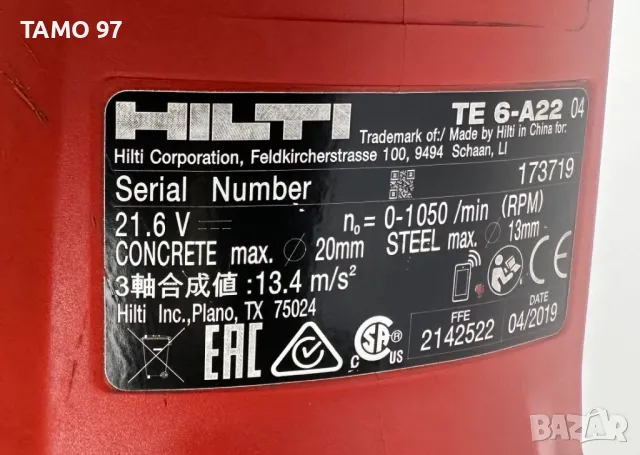 TAMO 97
HILTI
TE 6-A22 04
Trademark of:/ Made by Hilti in China for:
Hilti Corporation, Feldkircherstrasse 100, 9494 Schaan, LI
Serial Number 173719
21.6 V n₀= 0-1050 /min (RPM)
CONCRETE max. ∅ 20mm STEEL max. ∅ 13mm
3軸合成値:13.4 m/s²
Hilti Inc.,Plano, TX 75024
EAC
C SA US
FFE
2142522
DATE
04/2019
BAZAR